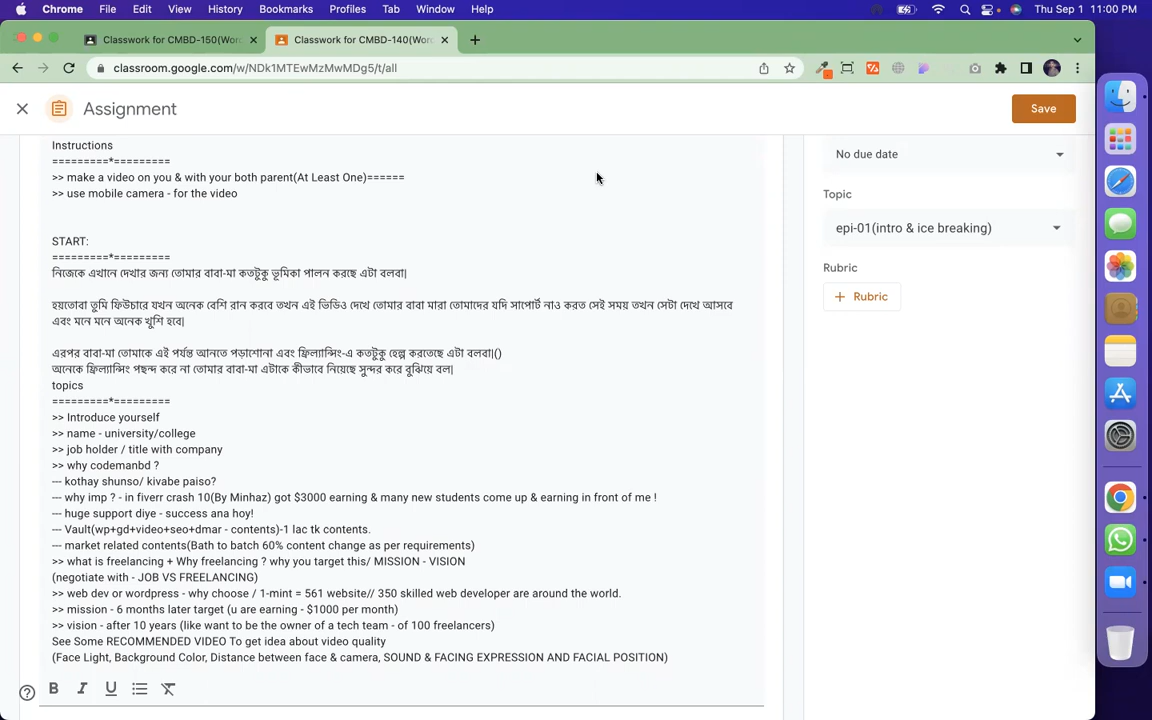 Chrome File Edit View History Bookmarks Profiles Tab Window Help Thu Sep 1 11:00 PM
Classwork for CMBD-150(Wor Classwork for CMBD-140(Wor
classroom.google.com/w/NDk1MTEwMzMwMDg5/t/all
Assignment Save
Instructions
=========*=========
>> make a video on you & with your both parent(At Least One)======
>> use mobile camera - for the video
START:
=========*=========
নিজেকে এখানে দেখার জন্য তোমার বাবা-মা কতটুকু ভূমিকা পালন করছে এটা বলবা|
হয়তোবা তুমি ফিউচারে যখন অনেক বেশি রান করবে তখন এই ভিডিও দেখে তোমার বাবা মারা তোমাদের যদি সাপোর্ট নাও করত সেই সময় তখন সেটা দেখে আসবে
এবং মনে মনে অনেক খুশি হবে|
এরপর বাবা-মা তোমাকে এই পর্যন্ত আনতে পড়াশোনা এবং ফ্রিল্যান্সিং-এ কতটুকু হেল্প করতেছে এটা বলবা|()
অনেকে ফ্রিল্যান্সিং পছন্দ করে না তোমার বাবা-মা এটাকে কীভাবে নিয়েছে সুন্দর করে বুঝিয়ে বল|
topics
=========*=========
>> Introduce yourself
>> name - university/college
>> job holder / title with company
>> why codemanbd ?
--- kothay shunso/ kivabe paiso?
--- why imp ? - in fiverr crash 10(By Minhaz) got $3000 earning & many new students come up & earning in front of me !
--- huge support diye - success ana hoy!
--- Vault(wp+gd+video+seo+dmar - contents)-1 lac tk contents.
--- market related contents(Bath to batch 60% content change as per requirements)
>> what is freelancing + Why freelancing ? why you target this/ MISSION - VISION
(negotiate with - JOB VS FREELANCING)
>> web dev or wordpress - why choose / 1-mint = 561 website// 350 skilled web developer are around the world.
>> mission - 6 months later target (u are earning - $1000 per month)
>> vision - after 10 years (like want to be the owner of a tech team - of 100 freelancers)
See Some RECOMMENDED VIDEO To get idea about video quality
(Face Light, Background Color, Distance between face & camera, SOUND & FACING EXPRESSION AND FACIAL POSITION)
B I U
No due date
Topic
epi-01(intro & ice breaking)
Rubric
+ Rubric